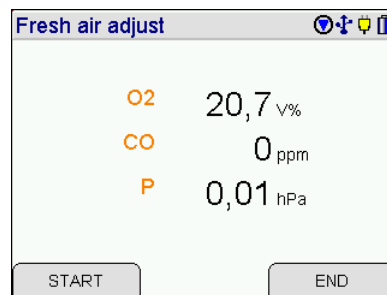 Fresh air adjust
O2 20,7 V%
CO 0 ppm
P 0,01 hPa
START END